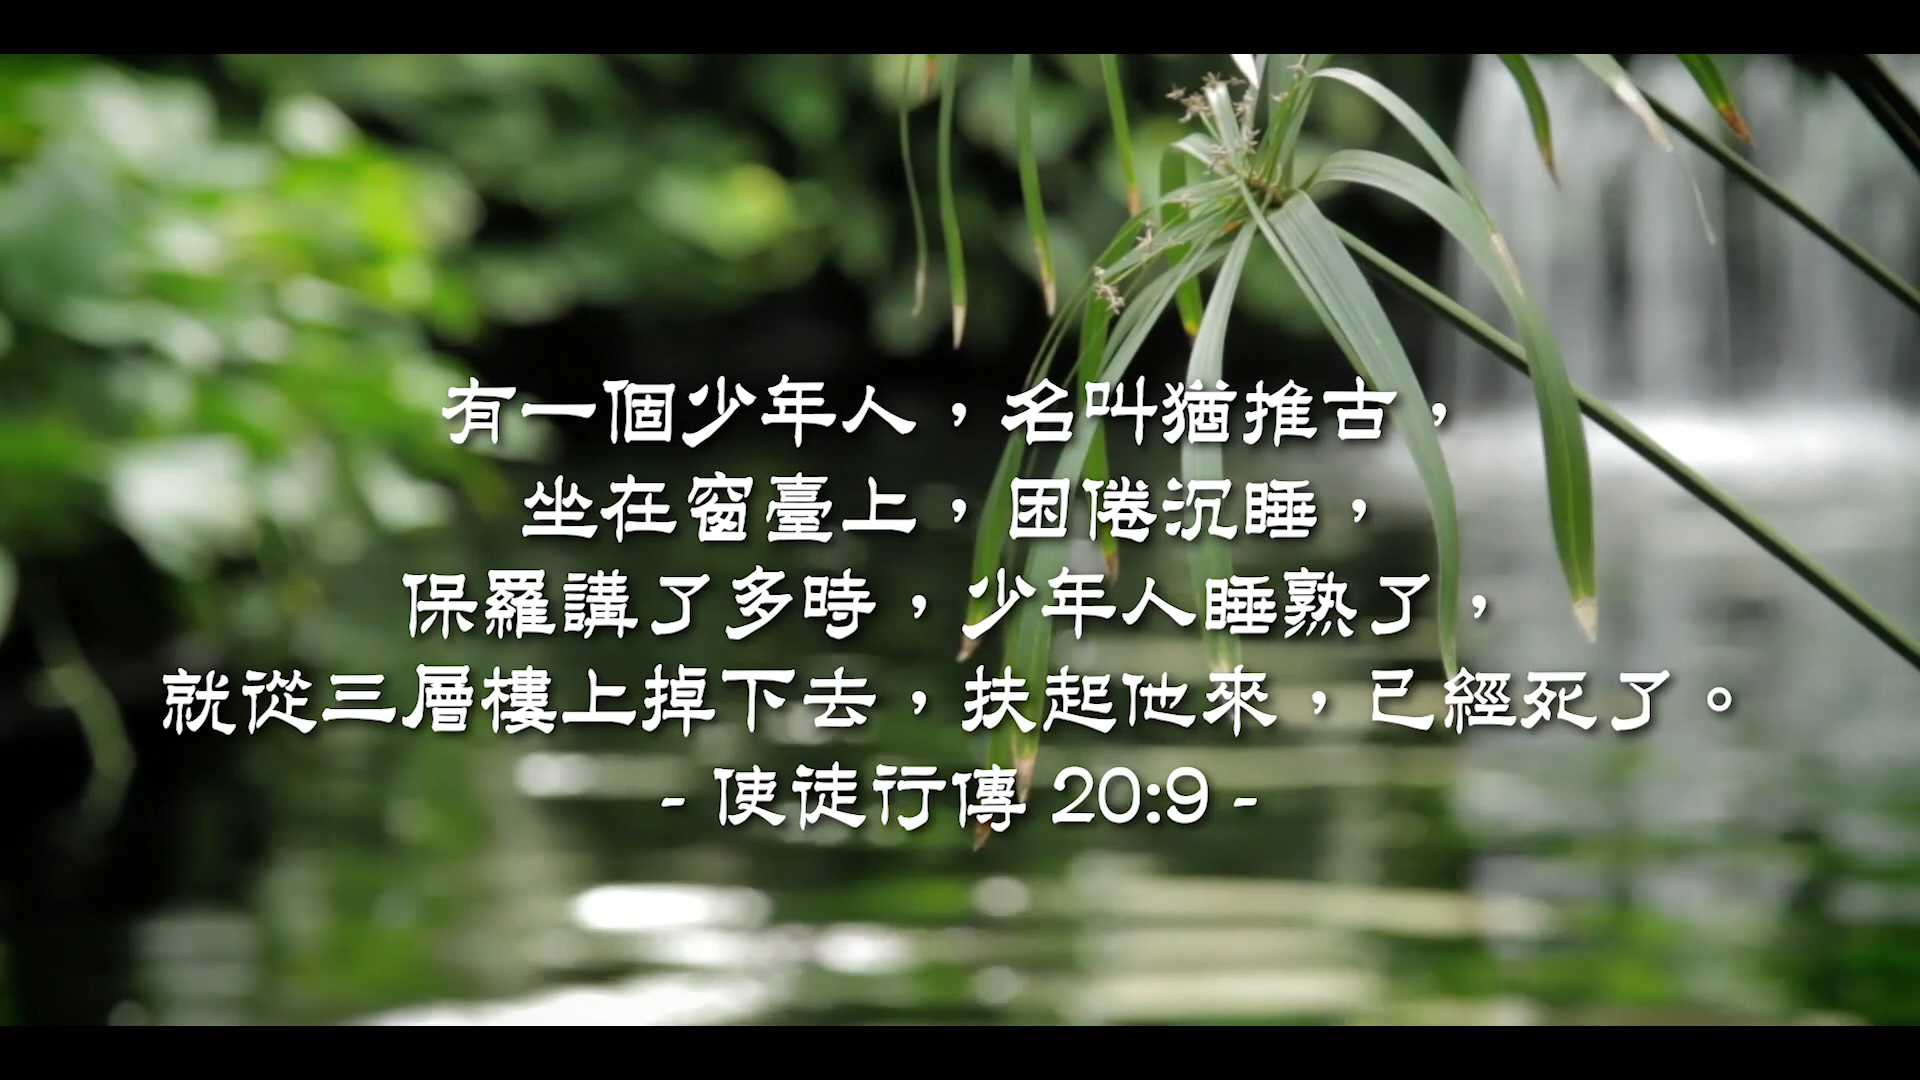 有一個少年人，名叫猶推古，
坐在窗臺上，困倦沉睡，
保羅講了多時，少年人睡熟了，
就從三層樓上掉下去，扶起他來，已經死了。
- 使徒行傳 20:9 -